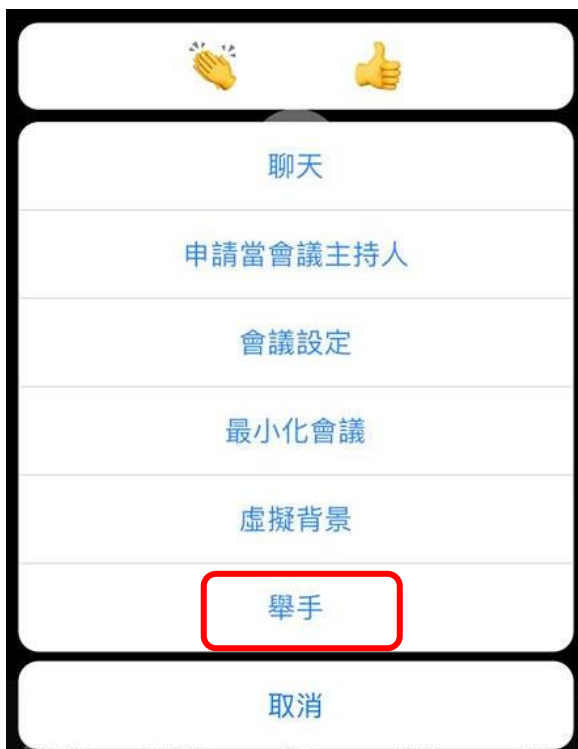 聊天
申請當會議主持人
會議設定
最小化會議
虛擬背景
舉手
取消